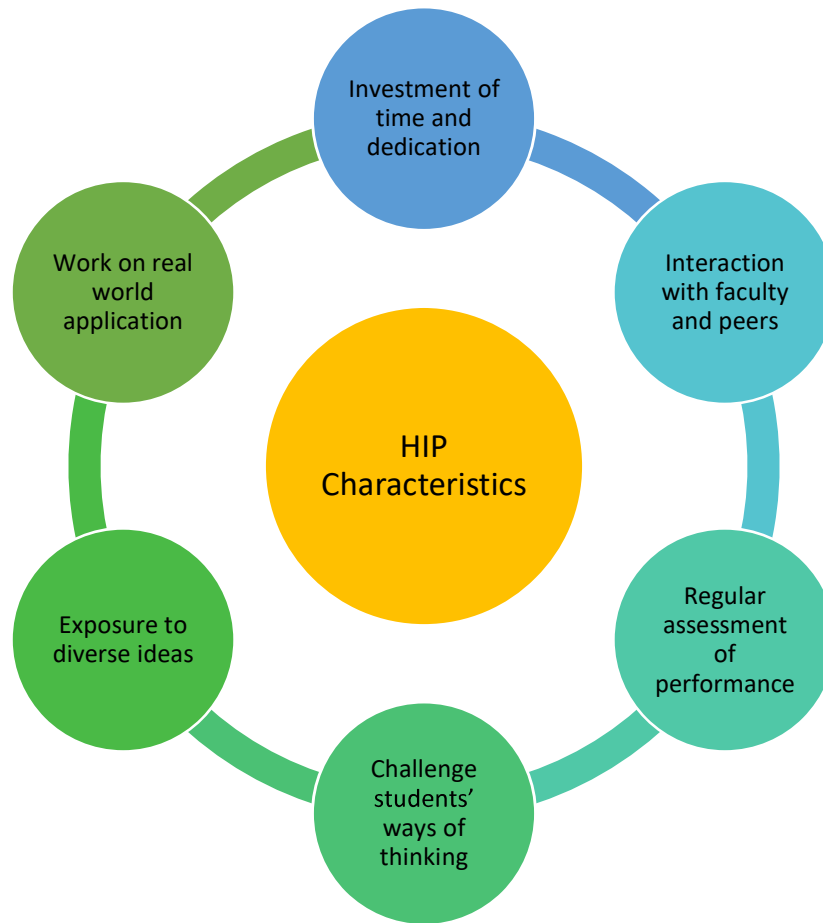 Investment of
time and
dedication
Interaction
with faculty
and peers
Regular
assessment
of
performance
Challenge
students’
ways of
thinking
Exposure to
diverse ideas
Work on real
world
application
HIP
Characteristics